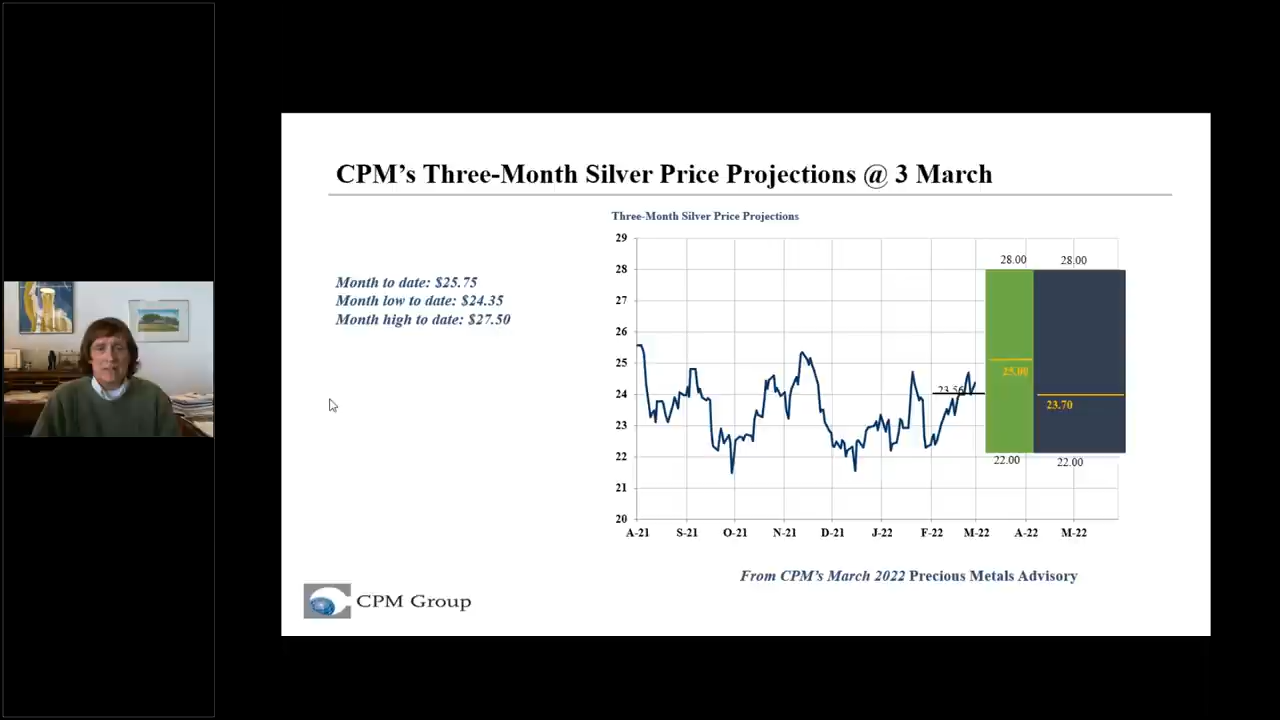 CPM’s Three-Month Silver Price Projections @ 3 March
Three-Month Silver Price Projections
Month to date: $25.75
Month low to date: $24.35
Month high to date: $27.50
29
28
27
26
25
24
23
22
21
20
28.00
28.00
23.56
25.00
23.70
22.00
22.00
A-21 S-21 O-21 N-21 D-21 J-22 F-22 M-22 A-22 M-22
From CPM’s March 2022 Precious Metals Advisory
CPM Group